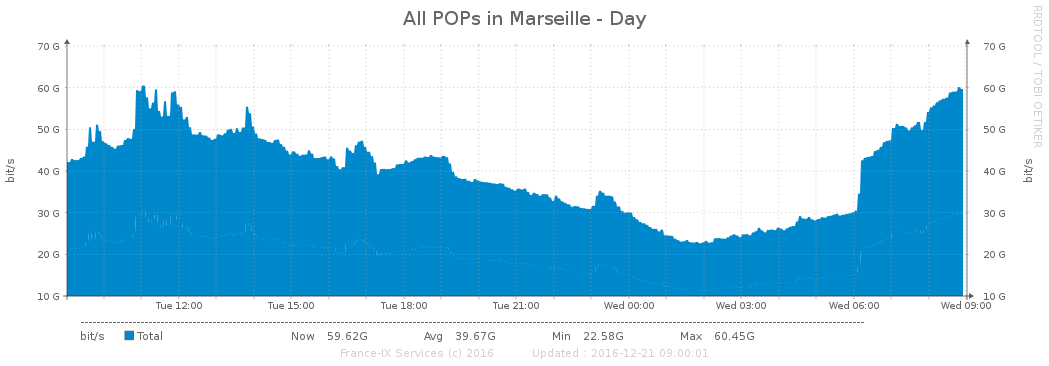 All POPs in Marseille - Day
RRDTOOL / TOBI OETIKER
70 G 70 G
60 G 60 G
50 G 50 G
40 G 40 G
30 G 30 G
20 G 20 G
10 G 10 G
bit/s bit/s
Tue 12:00 Tue 15:00 Tue 18:00 Tue 21:00 Wed 00:00 Wed 03:00 Wed 06:00 Wed 09:00
bit/s Total Now 59.62G Avg 39.67G Min 22.58G Max 60.45G
France-IX Services (c) 2016 Updated : 2016-12-21 09:00:01